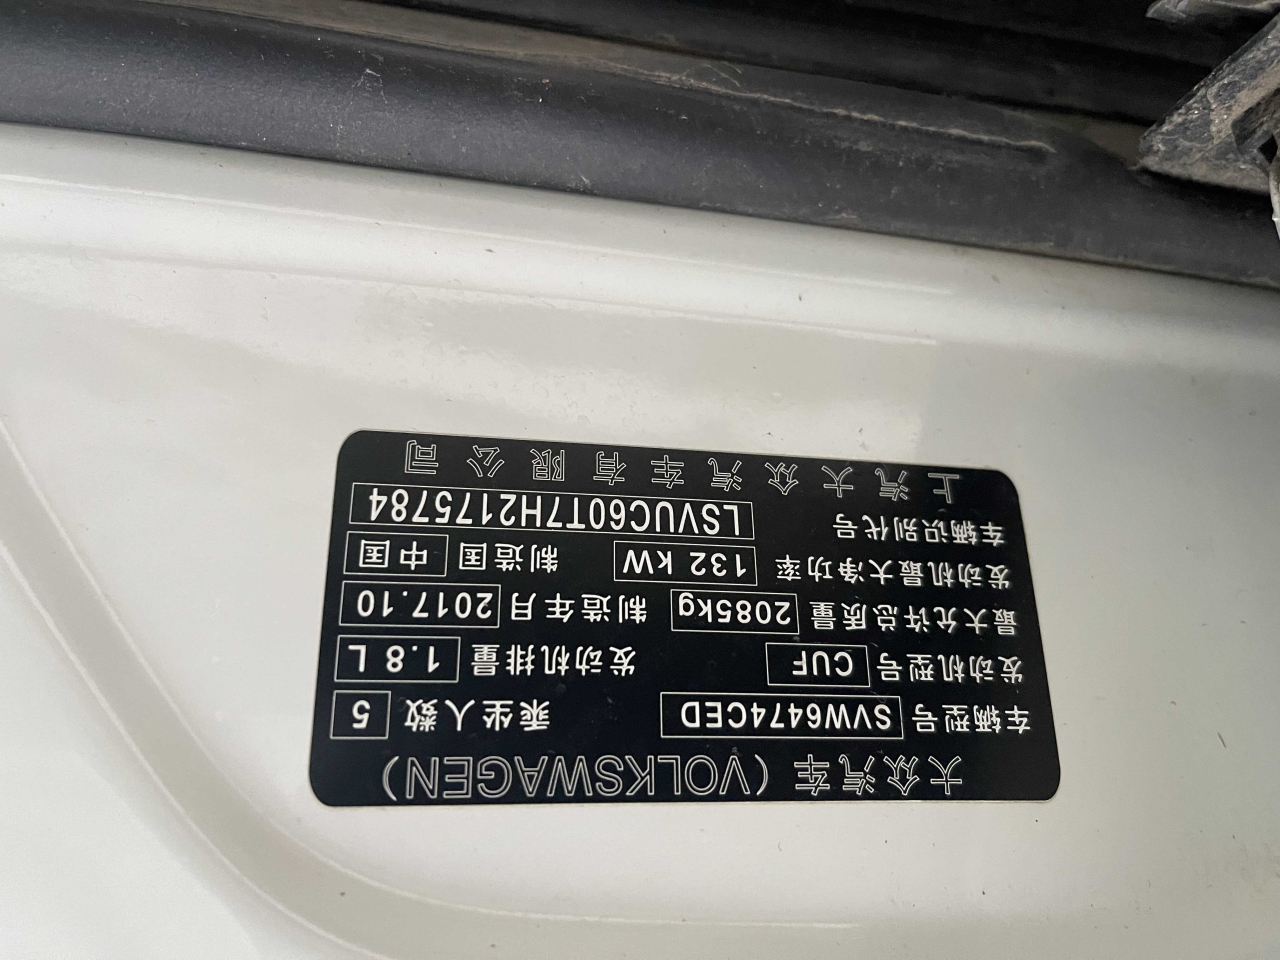 大众汽车(VOLKSWAGEN)
车辆型号 SVW6474CED 乘坐人数 5
发动机型号 CUF 发动机排量 1.8 L
最大允许总质量 2085kg 制造年月 2017.10
发动机最大净功率 132 kW 制造国 中国
车辆识别代号 LSVUC60T7H2175784
上汽大众汽车有限公司